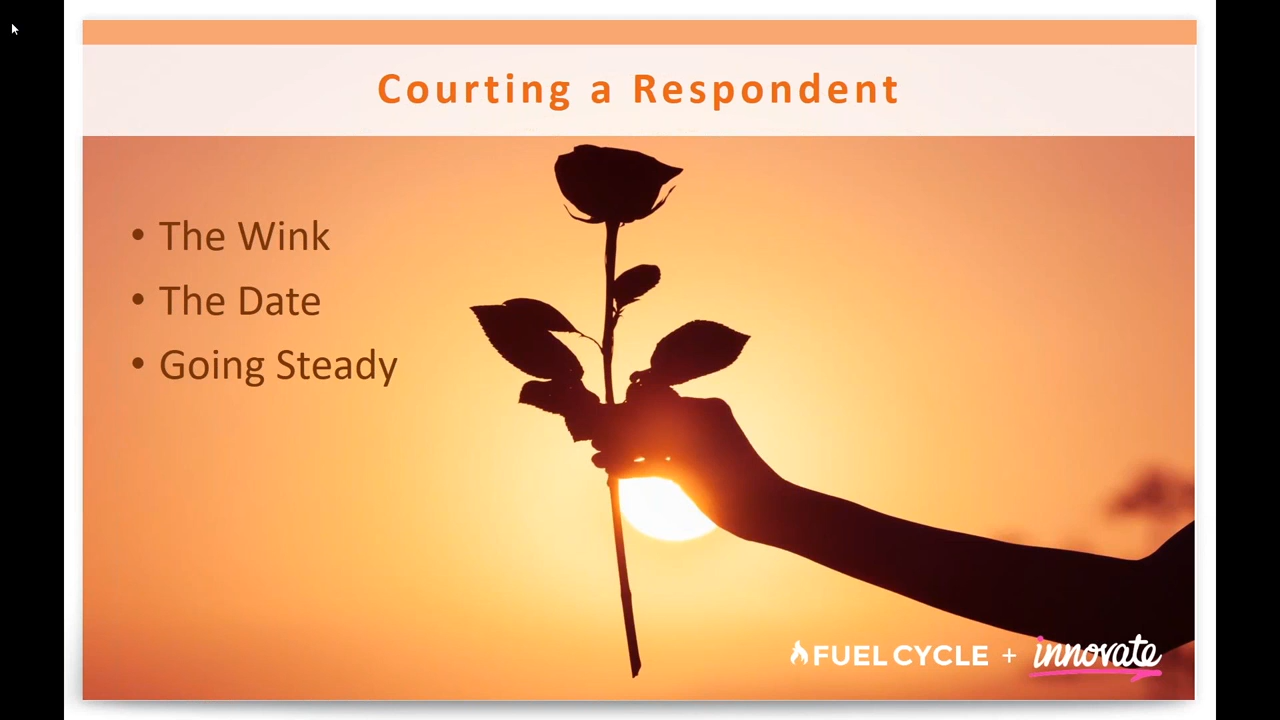 Courting a Respondent
• The Wink
• The Date
• Going Steady
FUEL CYCLE + innovate